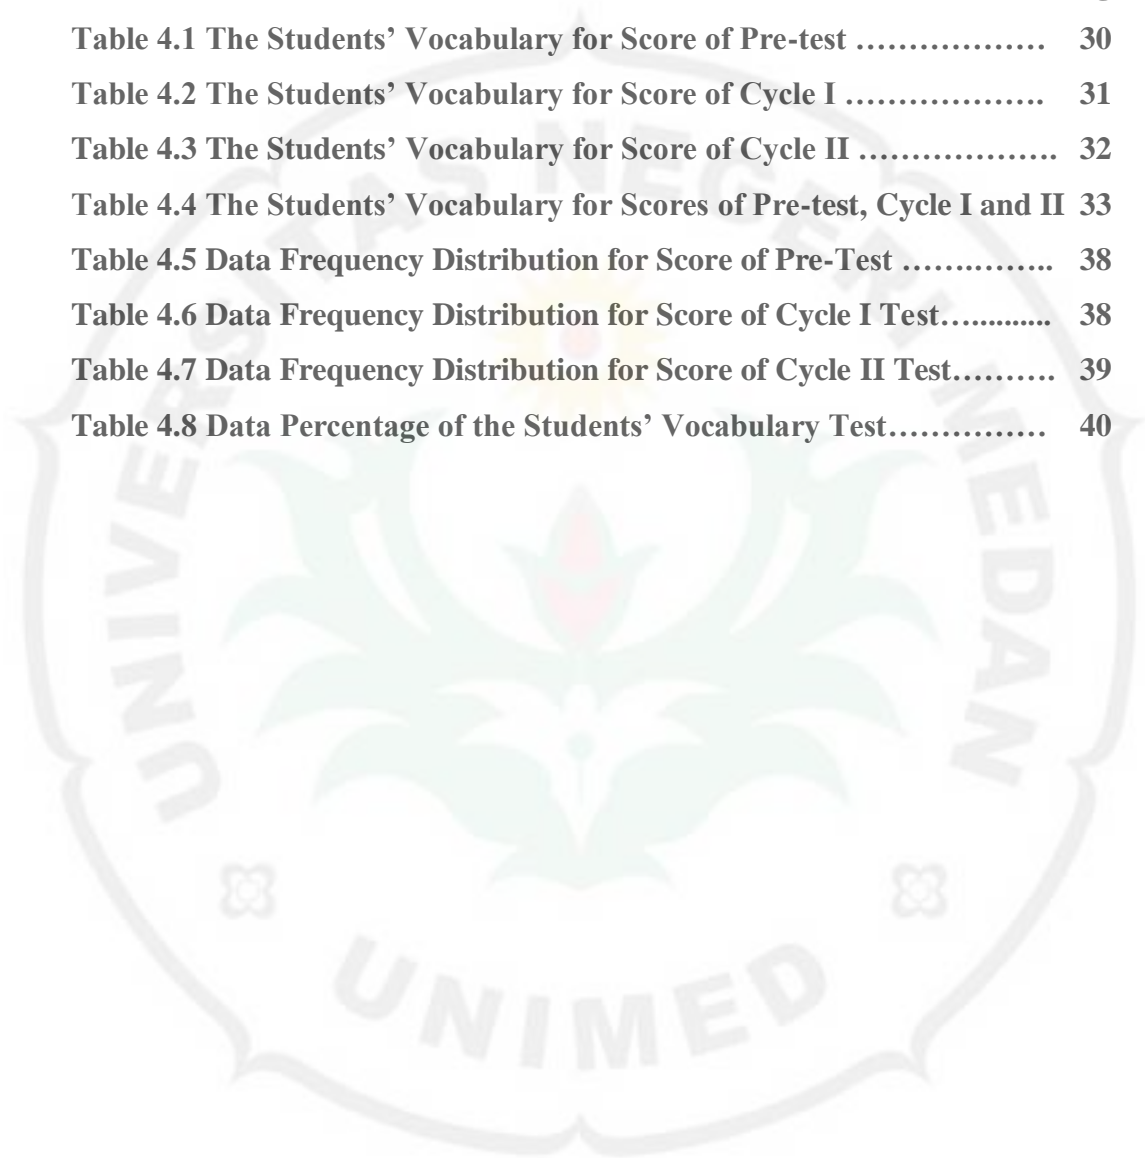 Table 4.1 The Students’ Vocabulary for Score of Pre-test ……………… 30
Table 4.2 The Students’ Vocabulary for Score of Cycle I ………………. 31
Table 4.3 The Students’ Vocabulary for Score of Cycle II ………………. 32
Table 4.4 The Students’ Vocabulary for Scores of Pre-test, Cycle I and II 33
Table 4.5 Data Frequency Distribution for Score of Pre-Test …….…….. 38
Table 4.6 Data Frequency Distribution for Score of Cycle I Test….......... 38
Table 4.7 Data Frequency Distribution for Score of Cycle II Test………. 39
Table 4.8 Data Percentage of the Students’ Vocabulary Test…………… 40
UNIVERSITAS NEGERI MEDAN
UNIMED